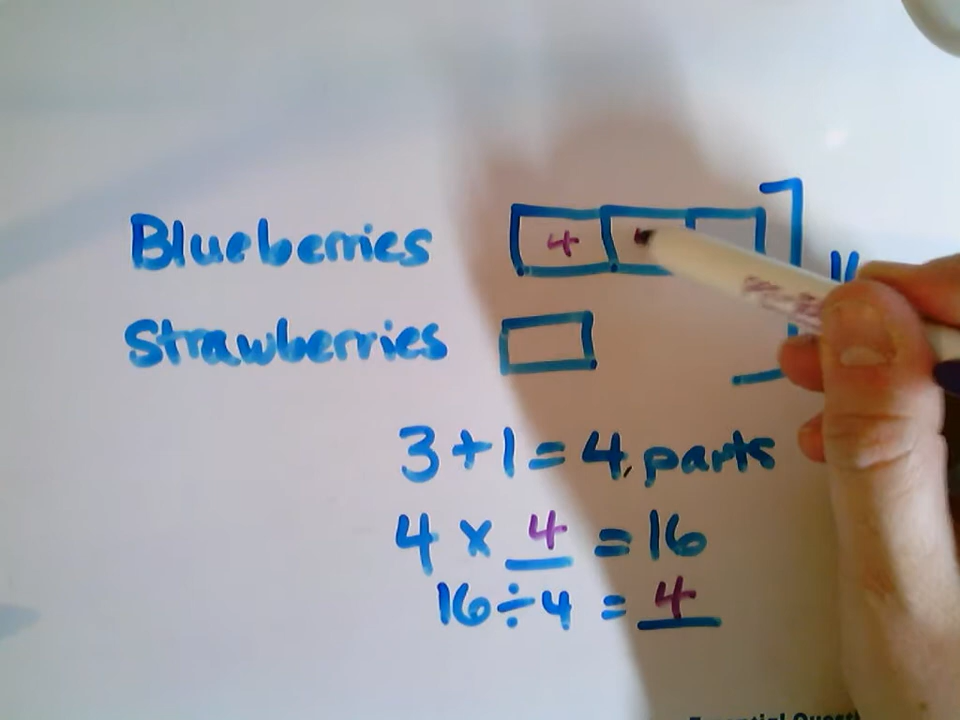 Blueberries 4
Strawberries
3+1=4 parts
4 x 4 = 16
16÷4 = 4